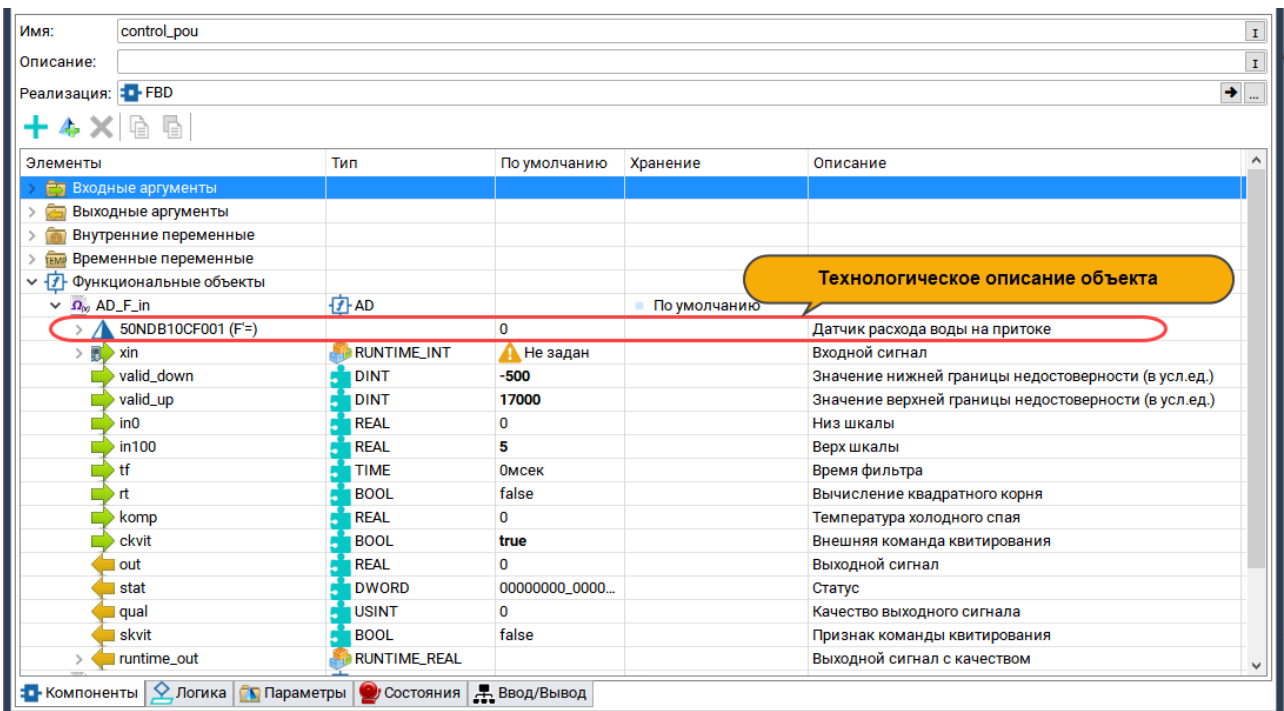 Имя: control_pou I
Описание: I
Реализация: FBD ...
Элементы Тип По умолчанию Хранение Описание
Входные аргументы
Выходные аргументы
Внутренние переменные
TEMP Временные переменные
Функциональные объекты
Технологическое описание объекта
AD_F_in AD По умолчанию
50NDB10CF001 (F'=) 0 Датчик расхода воды на притоке
xin RUNTIME_INT Не задан Входной сигнал
valid_down DINT -500 Значение нижней границы недостоверности (в усл.ед.)
valid_up DINT 17000 Значение верхней границы недостоверности (в усл.ед.)
in0 REAL 0 Низ шкалы
in100 REAL 5 Верх шкалы
tf TIME 0мсек Время фильтра
rt BOOL false Вычисление квадратного корня
komp REAL 0 Температура холодного спая
ckvit BOOL true Внешняя команда квитирования
out REAL 0 Выходной сигнал
stat DWORD 00000000_0000... Статус
qual USINT 0 Качество выходного сигнала
skvit BOOL false Признак команды квитирования
runtime_out RUNTIME_REAL Выходной сигнал с качеством
Компоненты Логика Параметры Состояния Ввод/Вывод